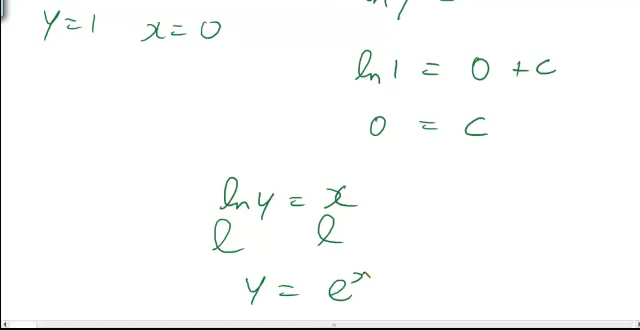 y = 1 x = 0
ln 1 = 0 + c
0 = c
ln y = x
e e
y = e^x